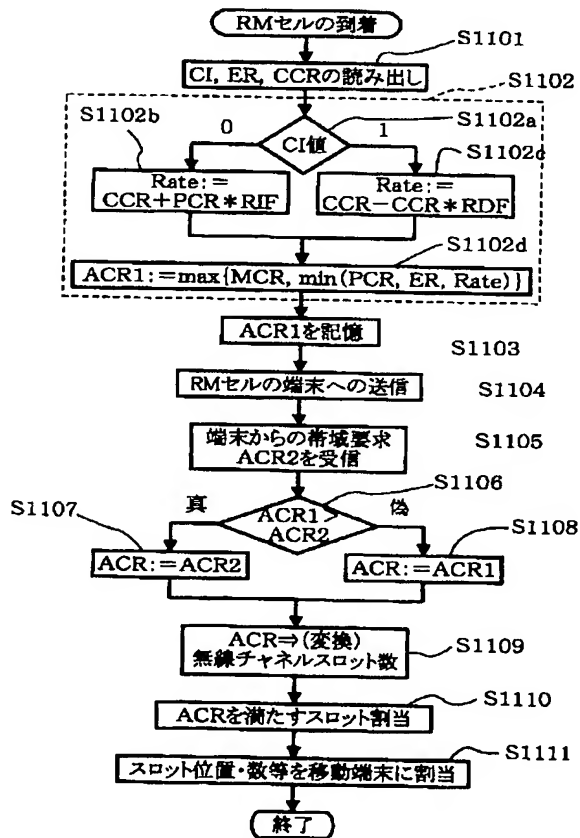 RMセルの到着
S1101
CI, ER, CCRの読み出し
S1102
S1102b
0
1
S1102a
CI値
S1102c
Rate:=
CCR+PCR*RIF
Rate:=
CCR-CCR*RDF
S1102d
ACR1:=max{MCR, min(PCR, ER, Rate)}
ACR1を記憶
S1103
RMセルの端末への送信
S1104
端末からの帯域要求
ACR2を受信
S1105
S1106
S1107
真
ACR1>
ACR2
偽
S1108
ACR:=ACR2
ACR:=ACR1
ACR⇒(変換)
無線チャネルスロット数
S1109
S1110
ACRを満たすスロット割当
S1111
スロット位置・数等を移動端末に割当
終了